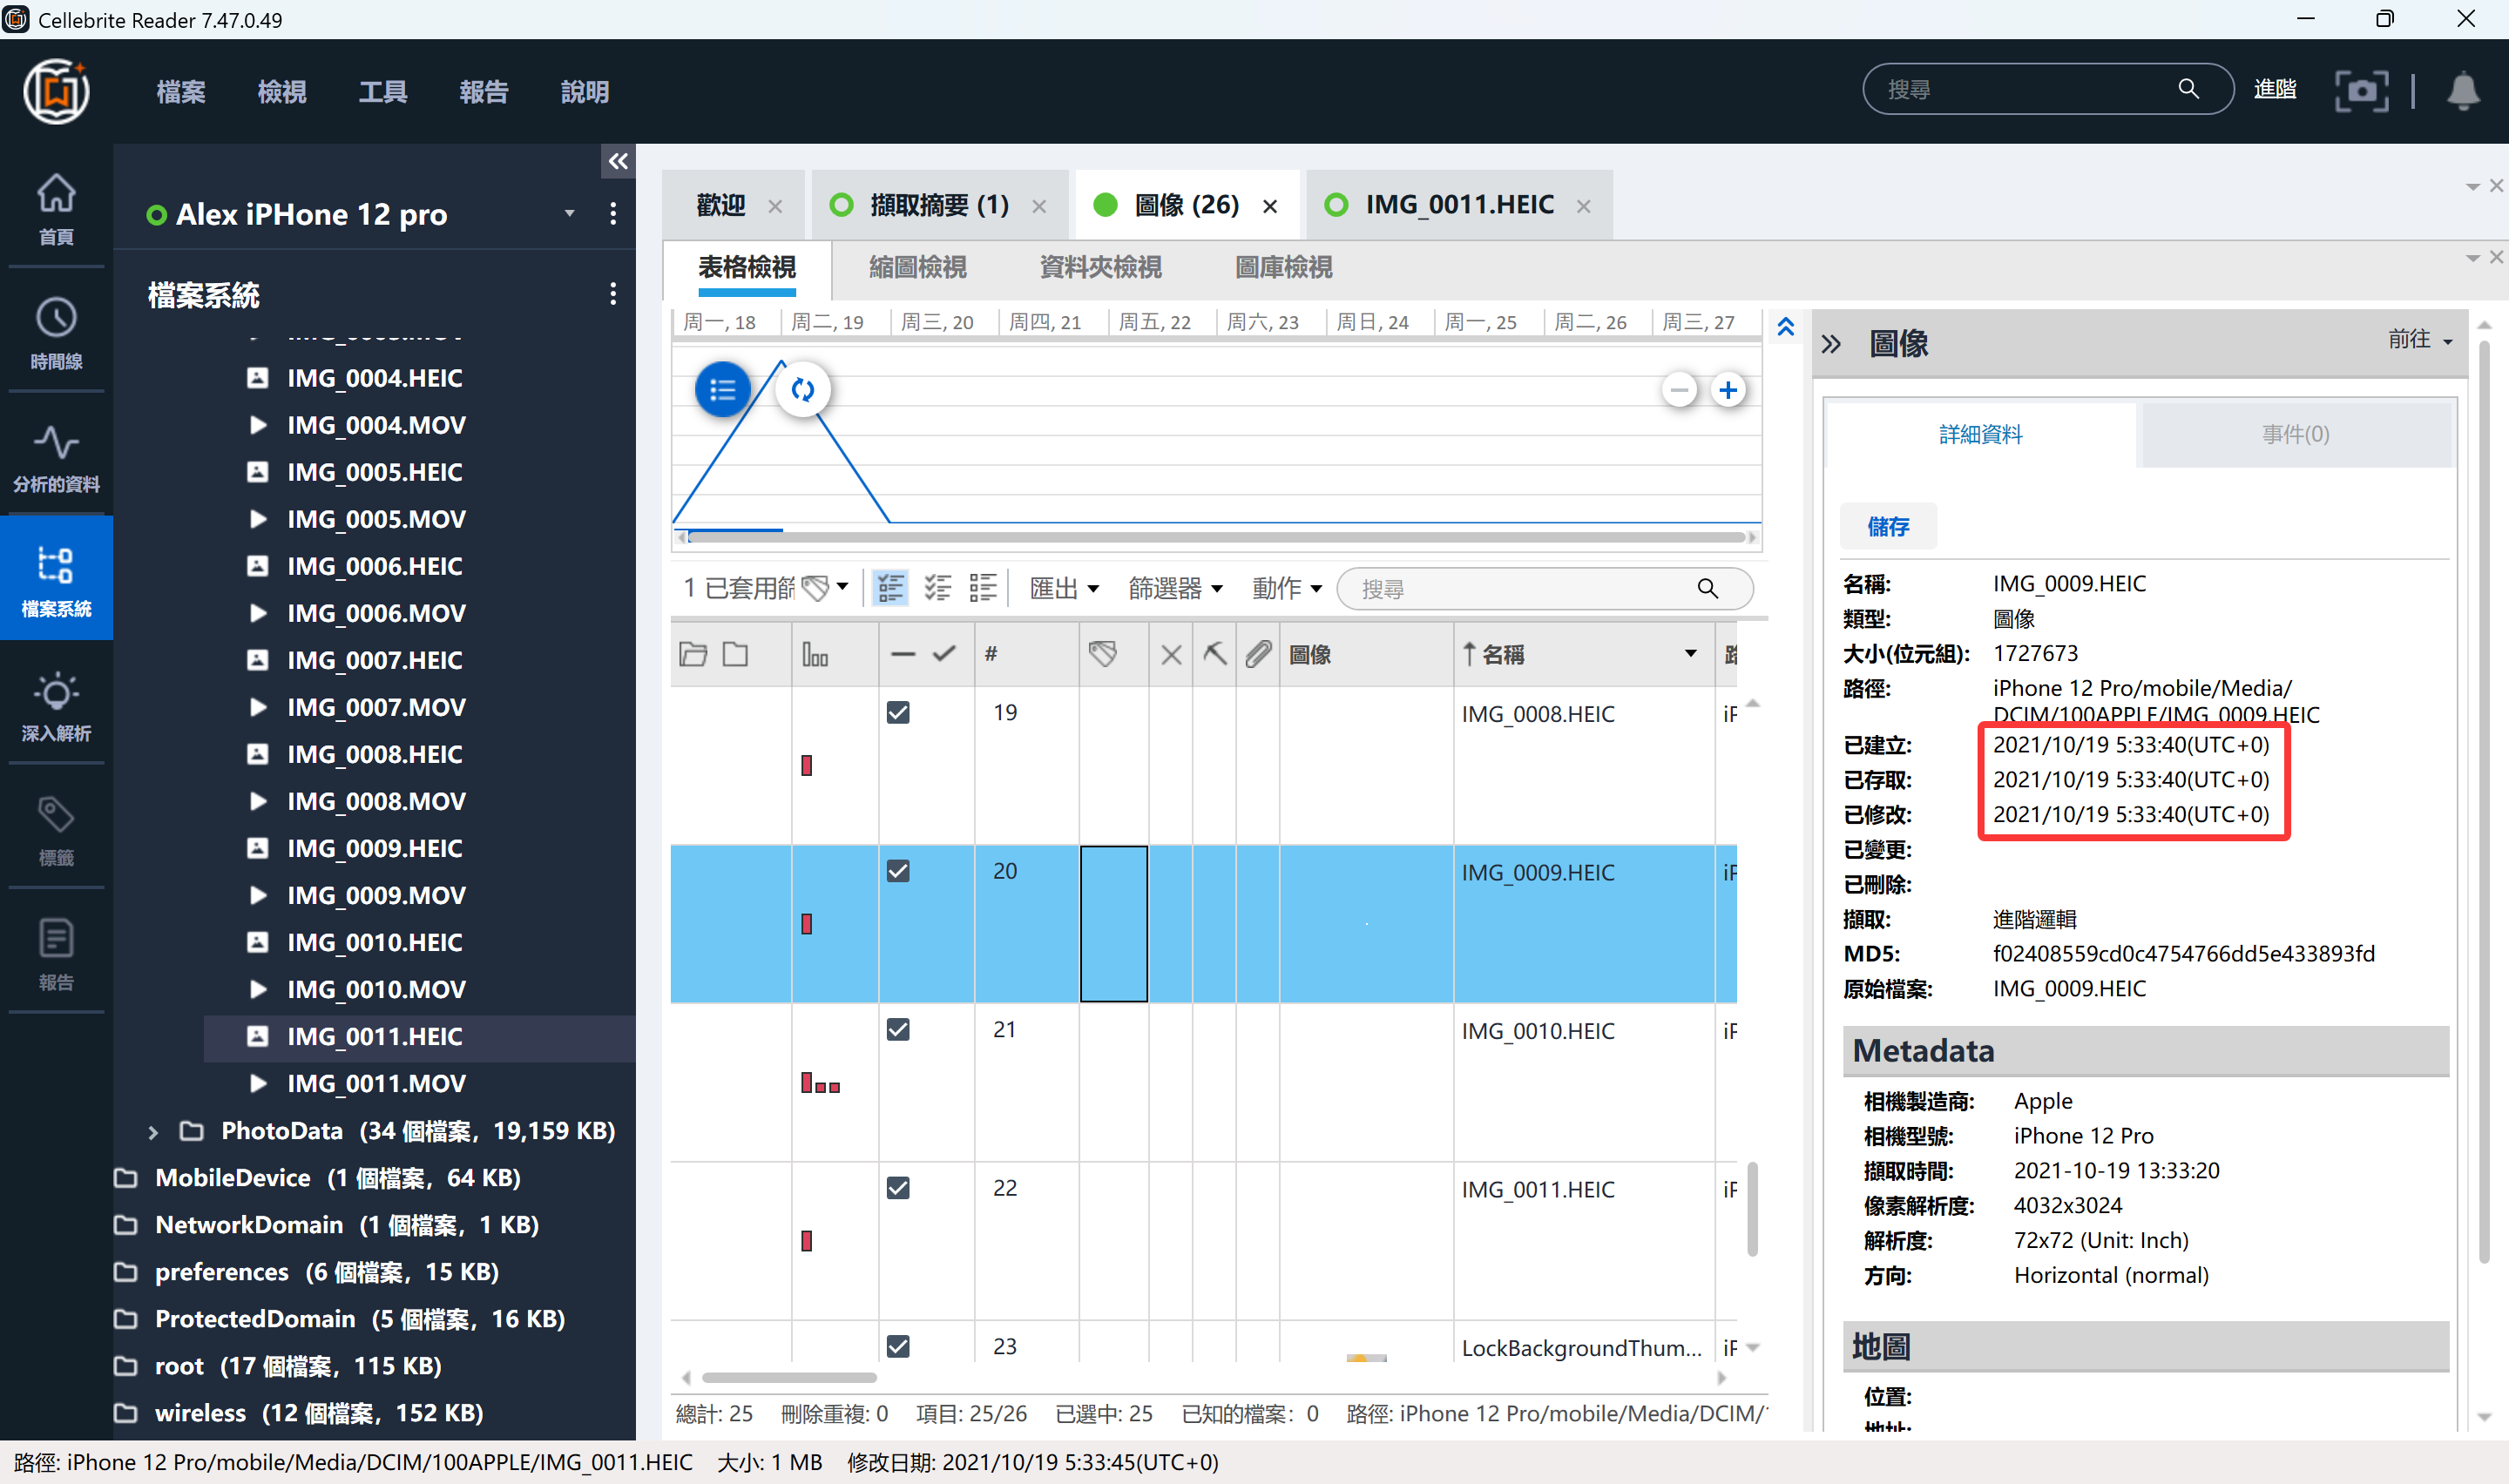 Cellebrite Reader 7.47.0.49
檔案 檢視 工具 報告 說明
搜尋 進階
首頁
時間線
分析的資料
檔案系統
深入解析
標籤
報告
Alex iPHone 12 pro
檔案系統
IMG_0004.HEIC
IMG_0004.MOV
IMG_0005.HEIC
IMG_0005.MOV
IMG_0006.HEIC
IMG_0006.MOV
IMG_0007.HEIC
IMG_0007.MOV
IMG_0008.HEIC
IMG_0008.MOV
IMG_0009.HEIC
IMG_0009.MOV
IMG_0010.HEIC
IMG_0010.MOV
IMG_0011.HEIC
IMG_0011.MOV
PhotoData (34 個檔案, 19,159 KB)
MobileDevice (1 個檔案, 64 KB)
NetworkDomain (1 個檔案, 1 KB)
preferences (6 個檔案, 15 KB)
ProtectedDomain (5 個檔案, 16 KB)
root (17 個檔案, 115 KB)
wireless (12 個檔案, 152 KB)
歡迎 擷取摘要 (1) 圖像 (26) IMG_0011.HEIC
表格檢視 縮圖檢視 資料夾檢視 圖庫檢視
周一, 18 周二, 19 周三, 20 周四, 21 周五, 22 周六, 23 周日, 24 周一, 25 周二, 26 周三, 27
1 已套用 匯出 篩選器 動作 搜尋
# 圖像 名稱
19 IMG_0008.HEIC
20 IMG_0009.HEIC
21 IMG_0010.HEIC
22 IMG_0011.HEIC
23 LockBackgroundThum...
總計: 25 刪除重複: 0 項目: 25/26 已選中: 25 已知的檔案: 0 路徑: iPhone 12 Pro/mobile/Media/DCIM/
圖像 前往
詳細資料 事件(0)
儲存
名稱: IMG_0009.HEIC
類型: 圖像
大小(位元組): 1727673
路徑: iPhone 12 Pro/mobile/Media/
DCIM/100APPLE/IMG_0009.HEIC
已建立: 2021/10/19 5:33:40(UTC+0)
已存取: 2021/10/19 5:33:40(UTC+0)
已修改: 2021/10/19 5:33:40(UTC+0)
已變更:
已刪除:
擷取: 進階邏輯
MD5: f02408559cd0c4754766dd5e433893fd
原始檔案: IMG_0009.HEIC
Metadata
相機製造商: Apple
相機型號: iPhone 12 Pro
擷取時間: 2021-10-19 13:33:20
像素解析度: 4032x3024
解析度: 72x72 (Unit: Inch)
方向: Horizontal (normal)
地圖
位置:
路徑: iPhone 12 Pro/mobile/Media/DCIM/100APPLE/IMG_0011.HEIC 大小: 1 MB 修改日期: 2021/10/19 5:33:45(UTC+0)